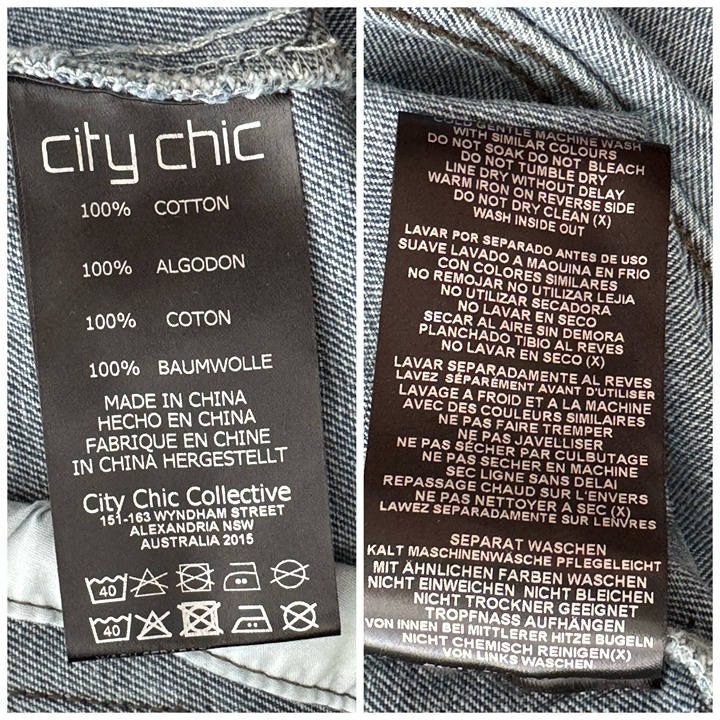 city chic
100% COTTON
100% ALGODON
100% COTON
100% BAUMWOLLE
MADE IN CHINA
HECHO EN CHINA
FABRIQUE EN CHINE
IN CHINA HERGESTELLT
City Chic Collective
151-163 WYNDHAM STREET
ALEXANDRIA NSW
AUSTRALIA 2015
40
40
COLD GENTLE MACHINE WASH
WITH SIMILAR COLOURS
DO NOT SOAK DO NOT BLEACH
DO NOT TUMBLE DRY
LINE DRY WITHOUT DELAY
WARM IRON ON REVERSE SIDE
DO NOT DRY CLEAN (X)
WASH INSIDE OUT
LAVAR POR SEPARADO ANTES DE USO
SUAVE LAVADO A MAQUINA EN FRIO
CON COLORES SIMILARES
NO REMOJAR NO UTILIZAR LEJIA
NO UTILIZAR SECADORA
NO LAVAR EN SECO
SECAR AL AIRE SIN DEMORA
PLANCHADO TIBIO AL REVES
NO LAVAR EN SECO (X)
LAVAR SEPARADAMENTE AL REVES
LAVEZ SÉPARÉMENT AVANT D'UTILISER
LAVAGE A FROID ET A LA MACHINE
AVEC DES COULEURS SIMILAIRES
NE PAS FAIRE TREMPER
NE PAS JAVELLISER
NE PAS SÉCHER PAR CULBUTAGE
NE PAS SECHER EN MACHINE
SEC LIGNE SANS DELAI
REPASSAGE CHAUD SUR L'ENVERS
NE PAS NETTOYER A SEC (X)
LAWEZ SEPARADAMENTE SUR LENVRES
SEPARAT WASCHEN
KALT MASCHINENWÄSCHE PFLEGELEICHT
MIT ÄHNLICHEN FARBEN WASCHEN
NICHT EINWEICHEN NICHT BLEICHEN
NICHT TROCKNER GEEIGNET
TROPFNASS AUFHÄNGEN
VON INNEN BEI MITTLERER HITZE BUGELN
NICHT CHEMISCH REINIGEN(X)
VON LINKS WASCHEN